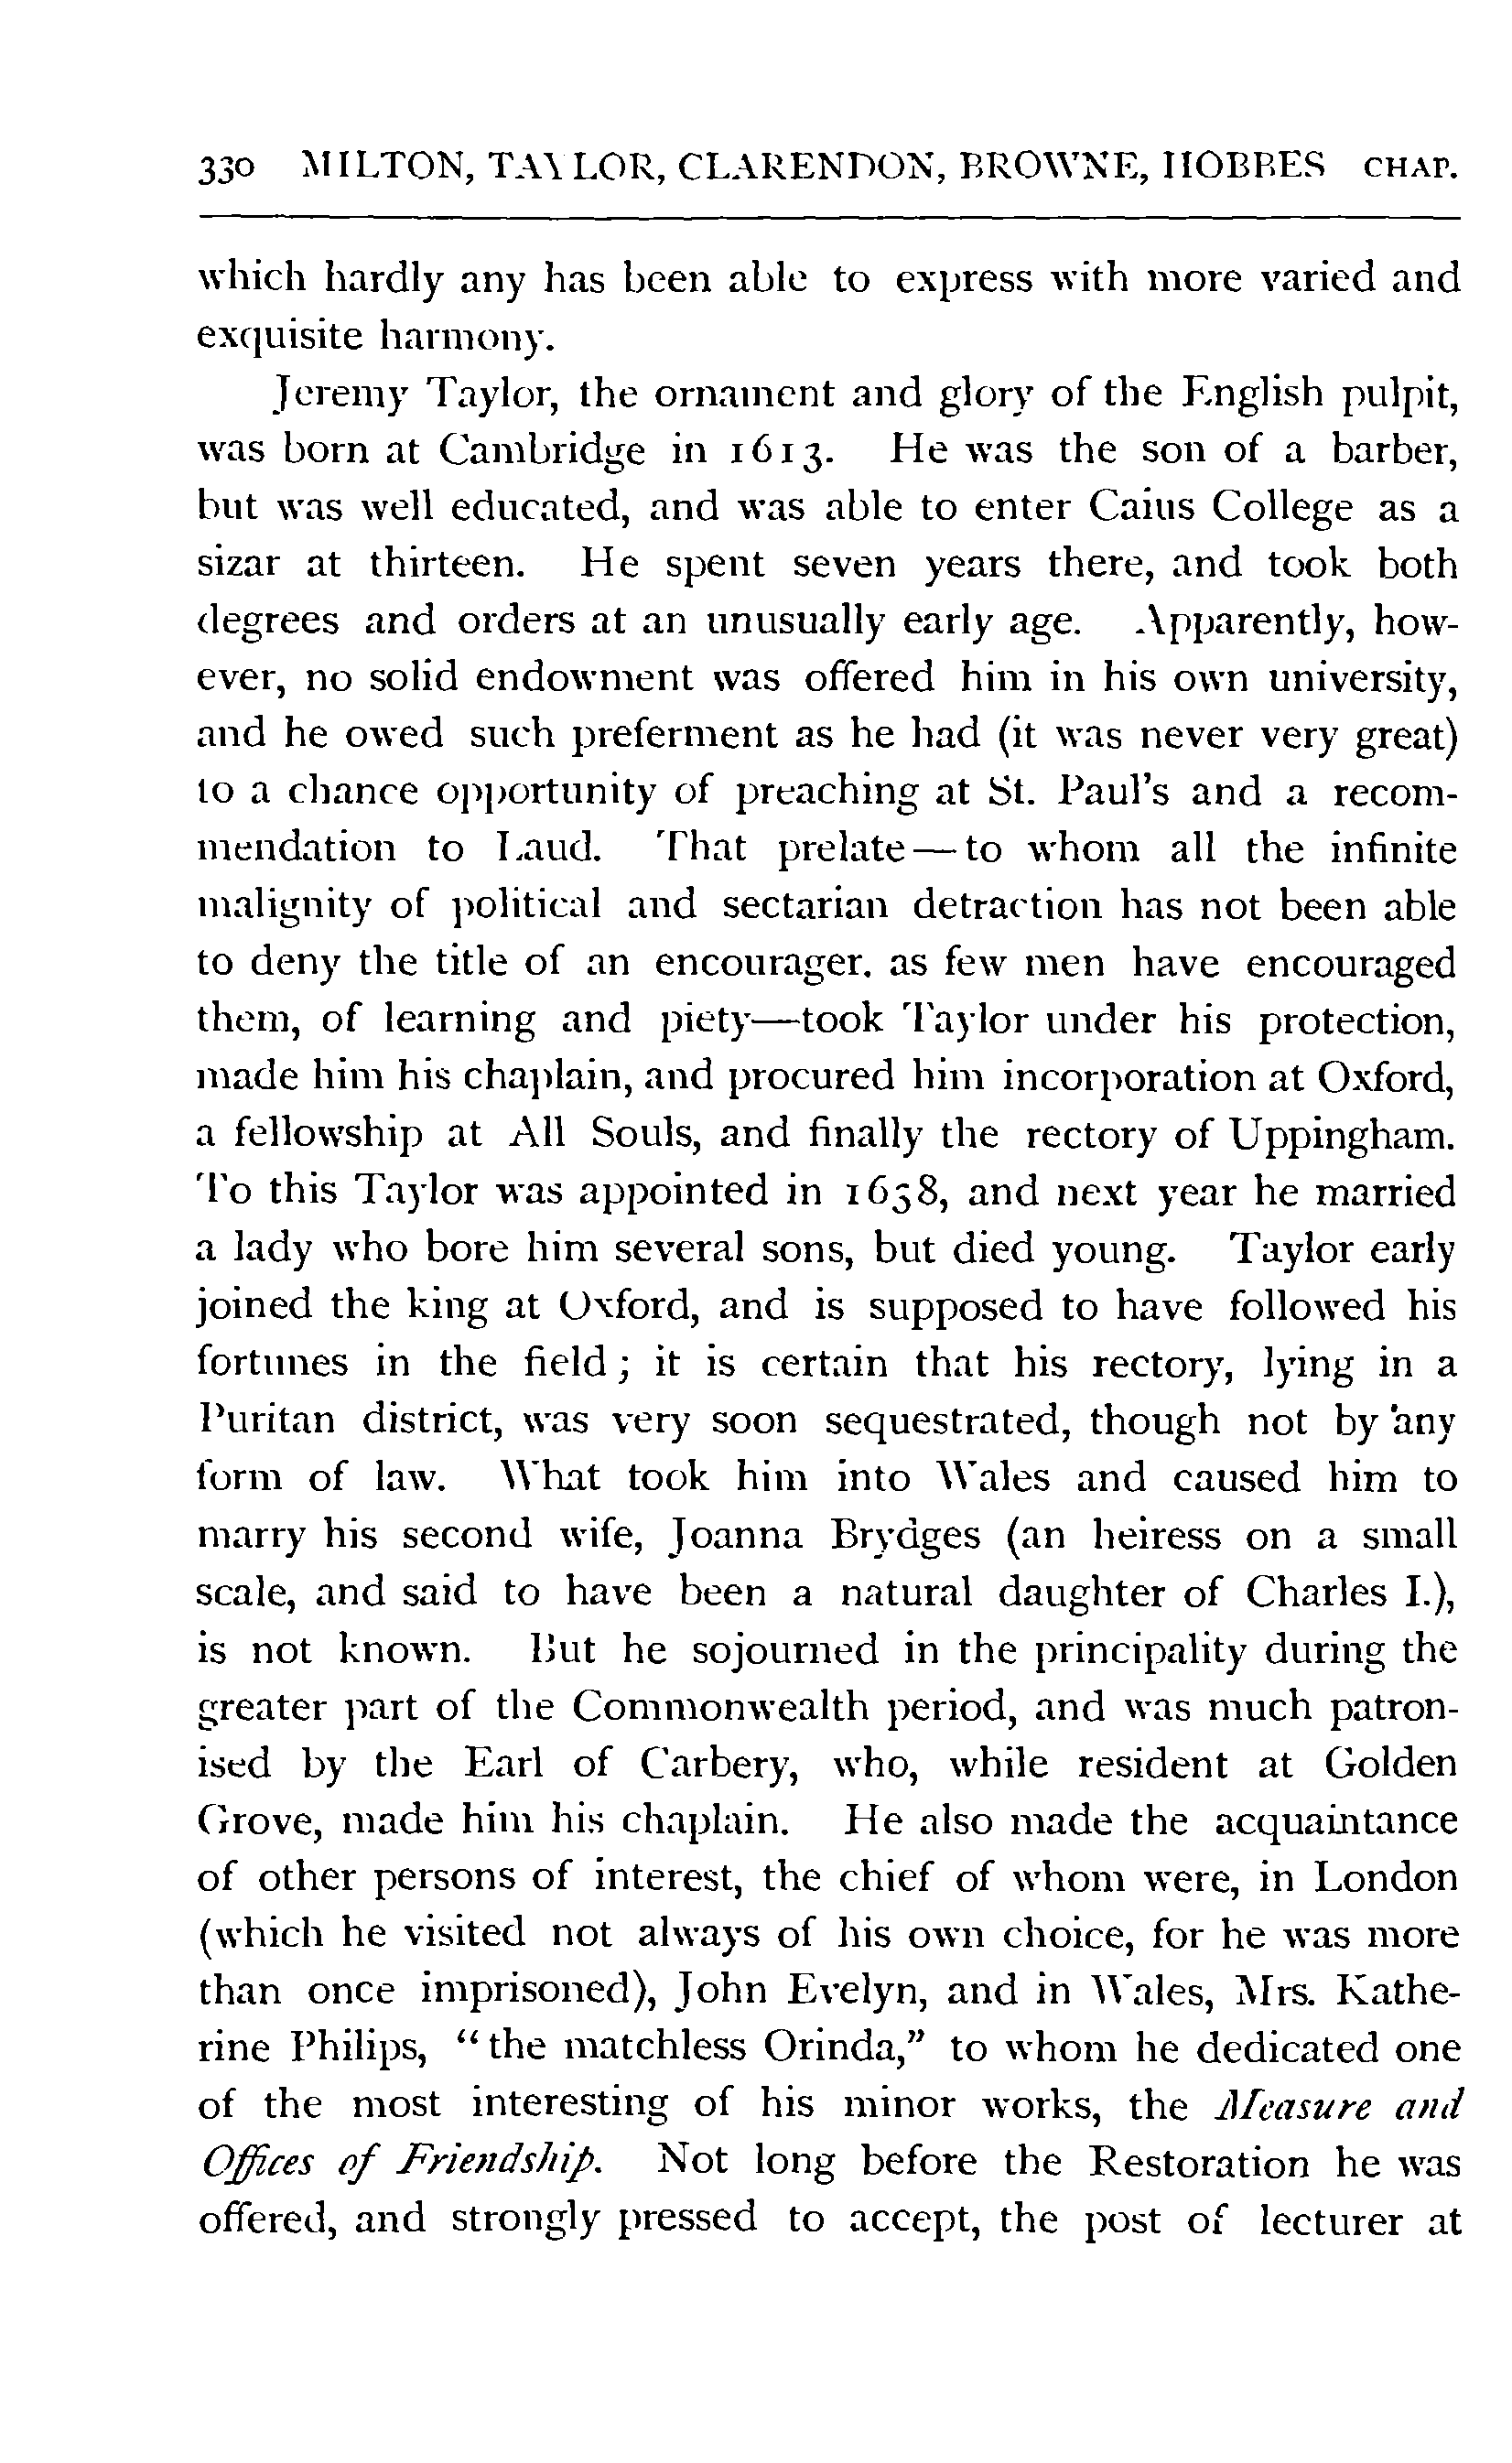 330 MILTON, TAYLOR, CLARENDON, BROWNE, HOBBES CHAP.
which hardly any has been able to express with more varied and
exquisite harmony.
Jeremy Taylor, the ornament and glory of the English pulpit,
was born at Cambridge in 1613. He was the son of a barber,
but was well educated, and was able to enter Caius College as a
sizar at thirteen. He spent seven years there, and took both
degrees and orders at an unusually early age. Apparently, how-
ever, no solid endowment was offered him in his own university,
and he owed such preferment as he had (it was never very great)
to a chance opportunity of preaching at St. Paul's and a recom-
mendation to Laud. That prelate—to whom all the infinite
malignity of political and sectarian detraction has not been able
to deny the title of an encourager, as few men have encouraged
them, of learning and piety—took Taylor under his protection,
made him his chaplain, and procured him incorporation at Oxford,
a fellowship at All Souls, and finally the rectory of Uppingham.
To this Taylor was appointed in 1638, and next year he married
a lady who bore him several sons, but died young. Taylor early
joined the king at Oxford, and is supposed to have followed his
fortunes in the field; it is certain that his rectory, lying in a
Puritan district, was very soon sequestrated, though not by any
form of law. What took him into Wales and caused him to
marry his second wife, Joanna Brydges (an heiress on a small
scale, and said to have been a natural daughter of Charles I.),
is not known. But he sojourned in the principality during the
greater part of the Commonwealth period, and was much patron-
ised by the Earl of Carbery, who, while resident at Golden
Grove, made him his chaplain. He also made the acquaintance
of other persons of interest, the chief of whom were, in London
(which he visited not always of his own choice, for he was more
than once imprisoned), John Evelyn, and in Wales, Mrs. Kathe-
rine Philips, "the matchless Orinda," to whom he dedicated one
of the most interesting of his minor works, the Measure and
Offices of Friendship. Not long before the Restoration he was
offered, and strongly pressed to accept, the post of lecturer at